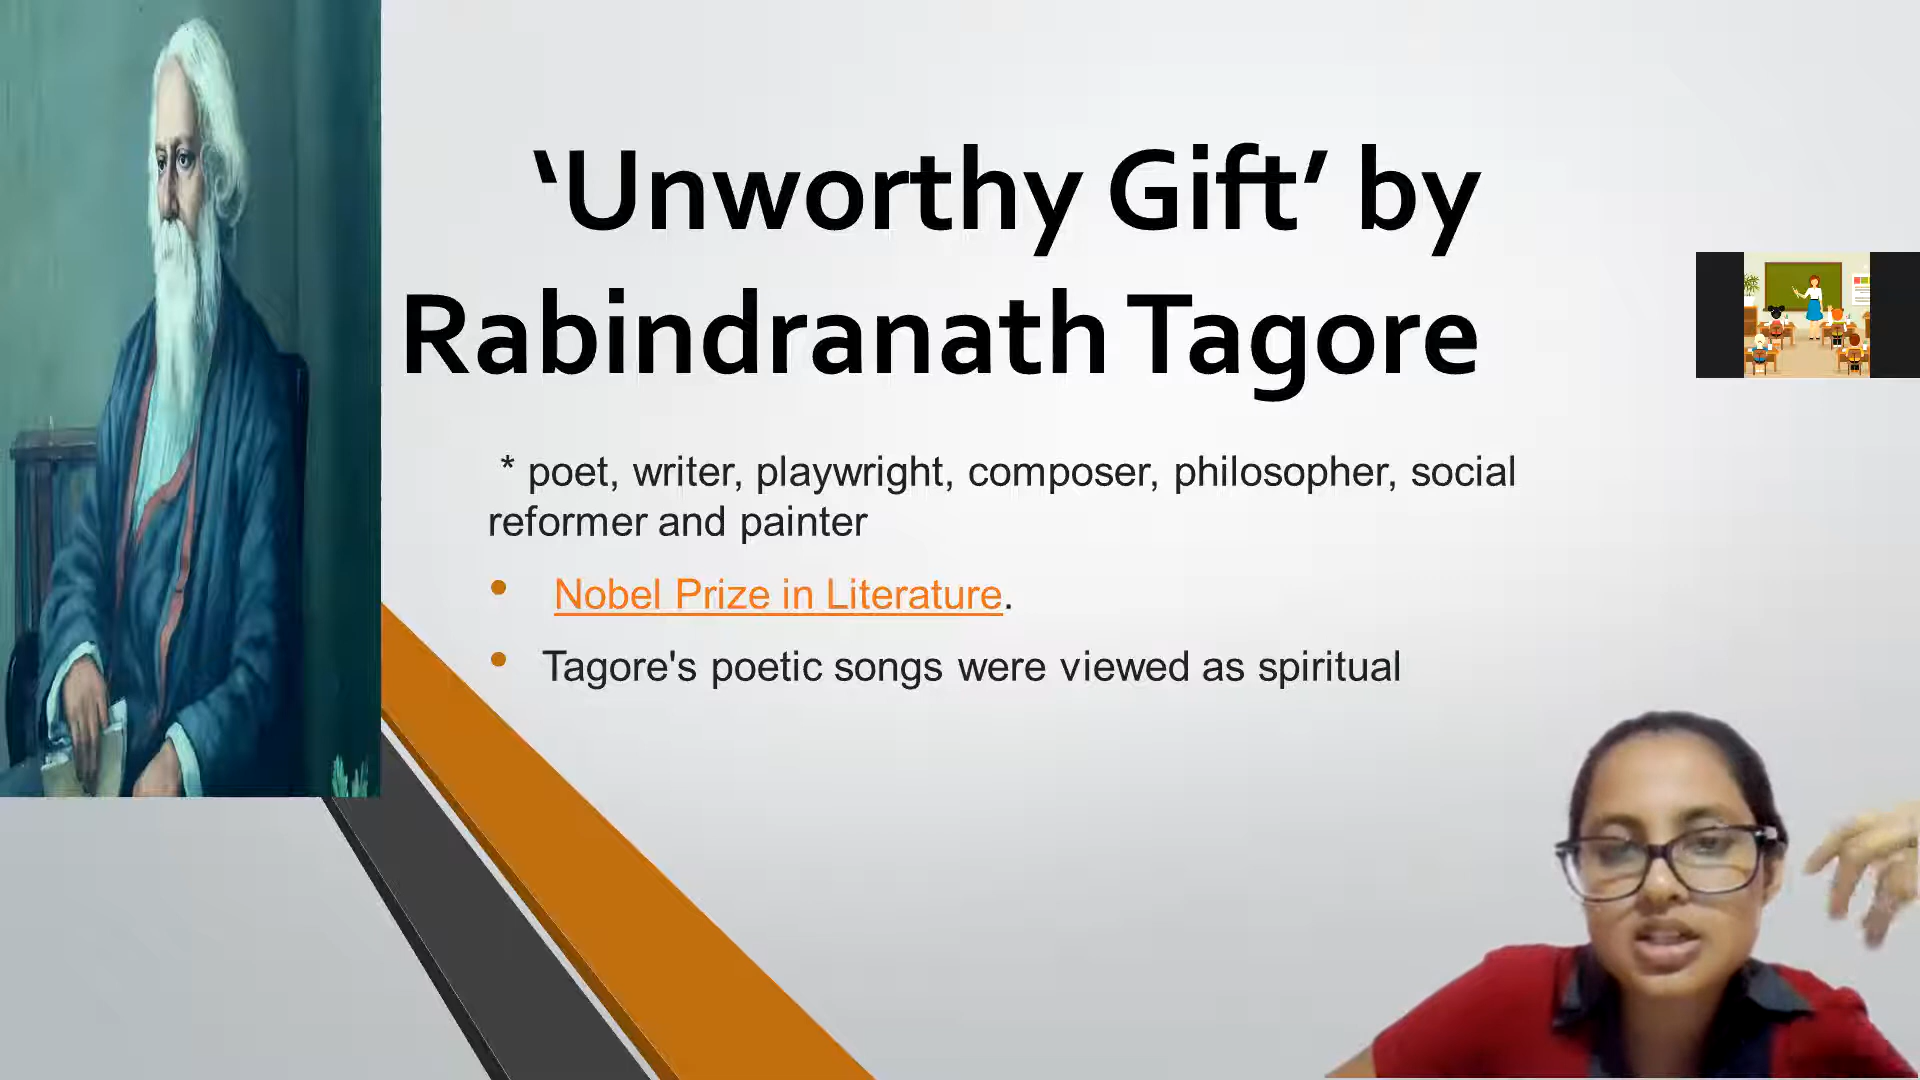 ‘Unworthy Gift’ by
Rabindranath Tagore
* poet, writer, playwright, composer, philosopher, social
reformer and painter
• Nobel Prize in Literature.
• Tagore's poetic songs were viewed as spiritual